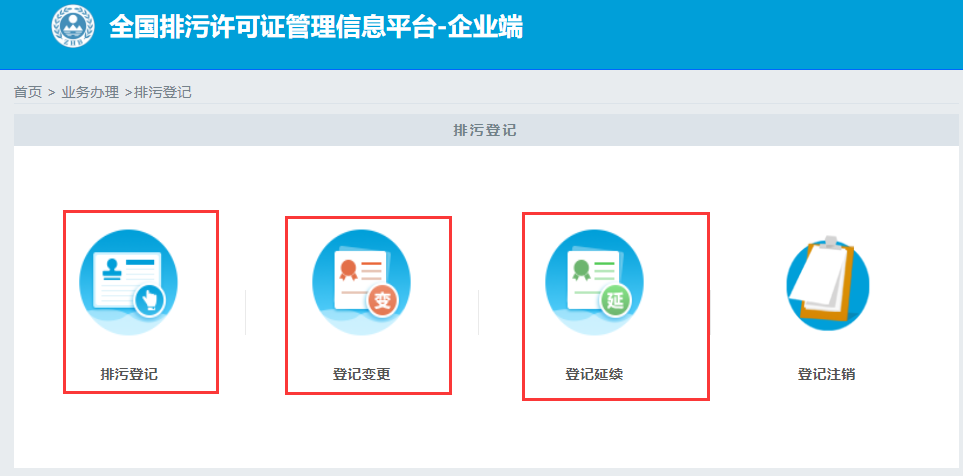 全国排污许可证管理信息平台-企业端
ZHB
首页 > 业务办理 >排污登记
排污登记
变
延
排污登记
登记变更
登记延续
登记注销